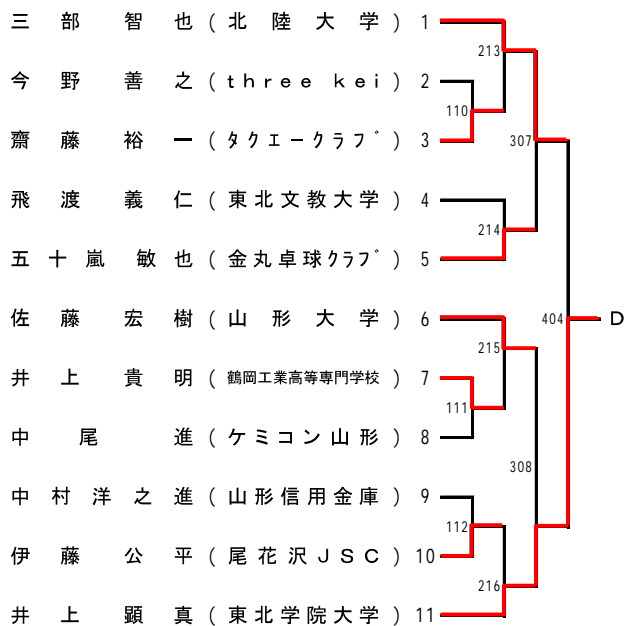 三部智也(北陸大学) 1
213
今野善之(three kei) 2
110
齋藤裕一(ﾀｸｴｰｸﾗﾌﾞ) 3
307
飛渡義仁(東北文教大学) 4
214
五十嵐敏也(金丸卓球ｸﾗﾌﾞ) 5
佐藤宏樹(山形大学) 6
404 D
215
井上貴明(鶴岡工業高等専門学校) 7
111
中尾進(ケミコン山形) 8
308
中村洋之進(山形信用金庫) 9
112
伊藤公平(尾花沢ＪＳＣ) 10
216
井上顕真(東北学院大学) 11